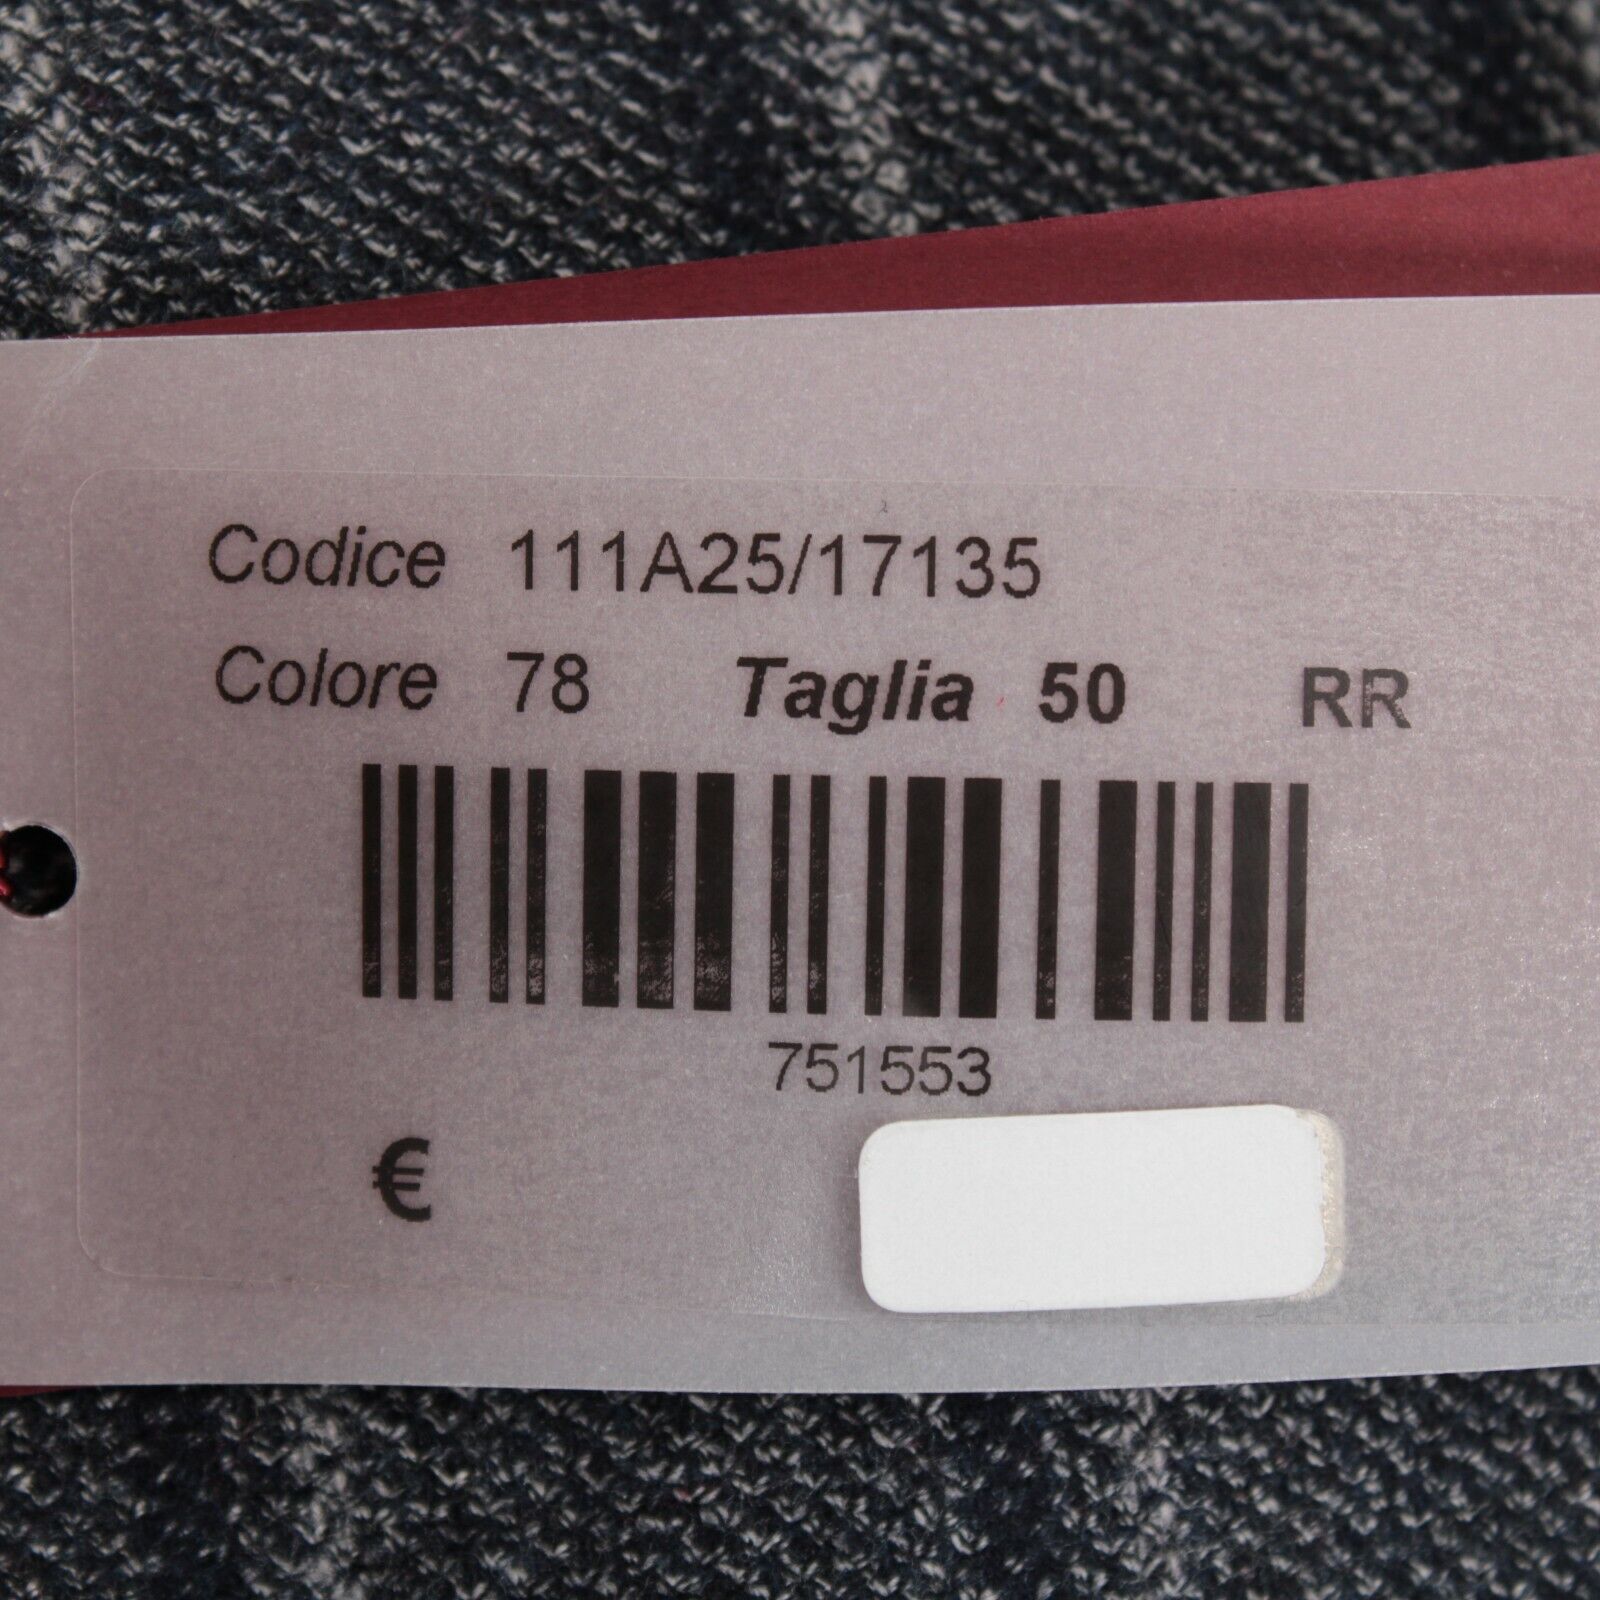 Codice 111A25/17135
Colore 78 Taglia 50 RR
751553
€